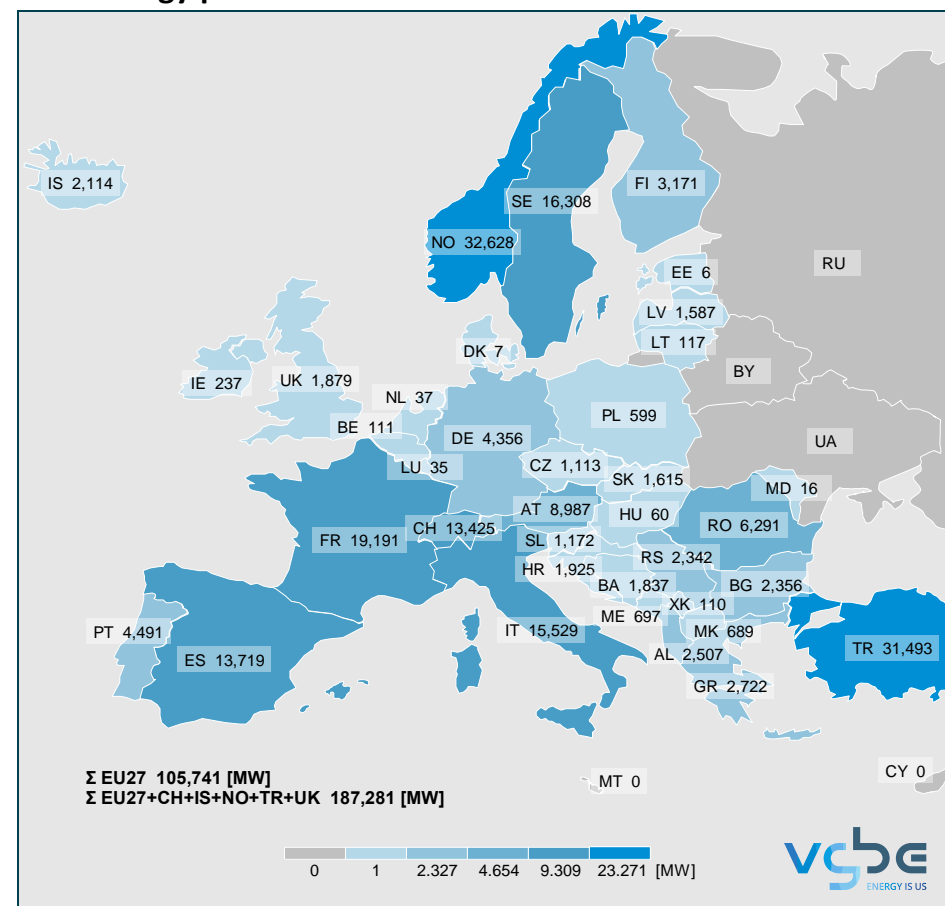 IS 2,114
FI 3,171
SE 16,308
NO 32,628
RU
EE 6
LV 1,587
LT 117
DK 7
BY
IE 237
UK 1,879
NL 37
PL 599
BE 111
DE 4,356
UA
LU 35
CZ 1,113
SK 1,615
MD 16
AT 8,987
HU 60
RO 6,291
CH 13,425
FR 19,191
SL 1,172
RS 2,342
HR 1,925
BA 1,837
BG 2,356
XK 110
ME 697
PT 4,491
IT 15,529
MK 689
TR 31,493
AL 2,507
ES 13,719
GR 2,722
Σ EU27 105,741 [MW]
Σ EU27+CH+IS+NO+TR+UK 187,281 [MW]
MT 0
CY 0
0 1 2.327 4.654 9.309 23.271 [MW]
vgbe
ENERGY IS US